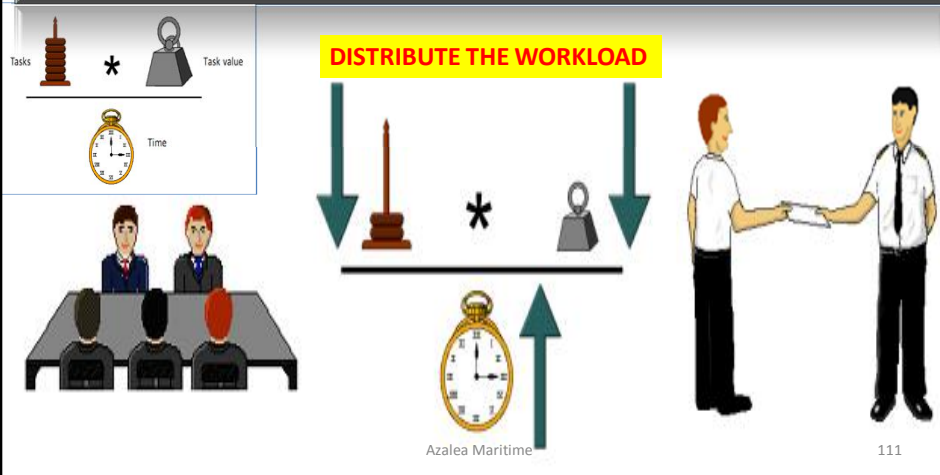 DISTRIBUTE THE WORKLOAD
Tasks
*
Task value
Time
*
Azalea Maritime
111